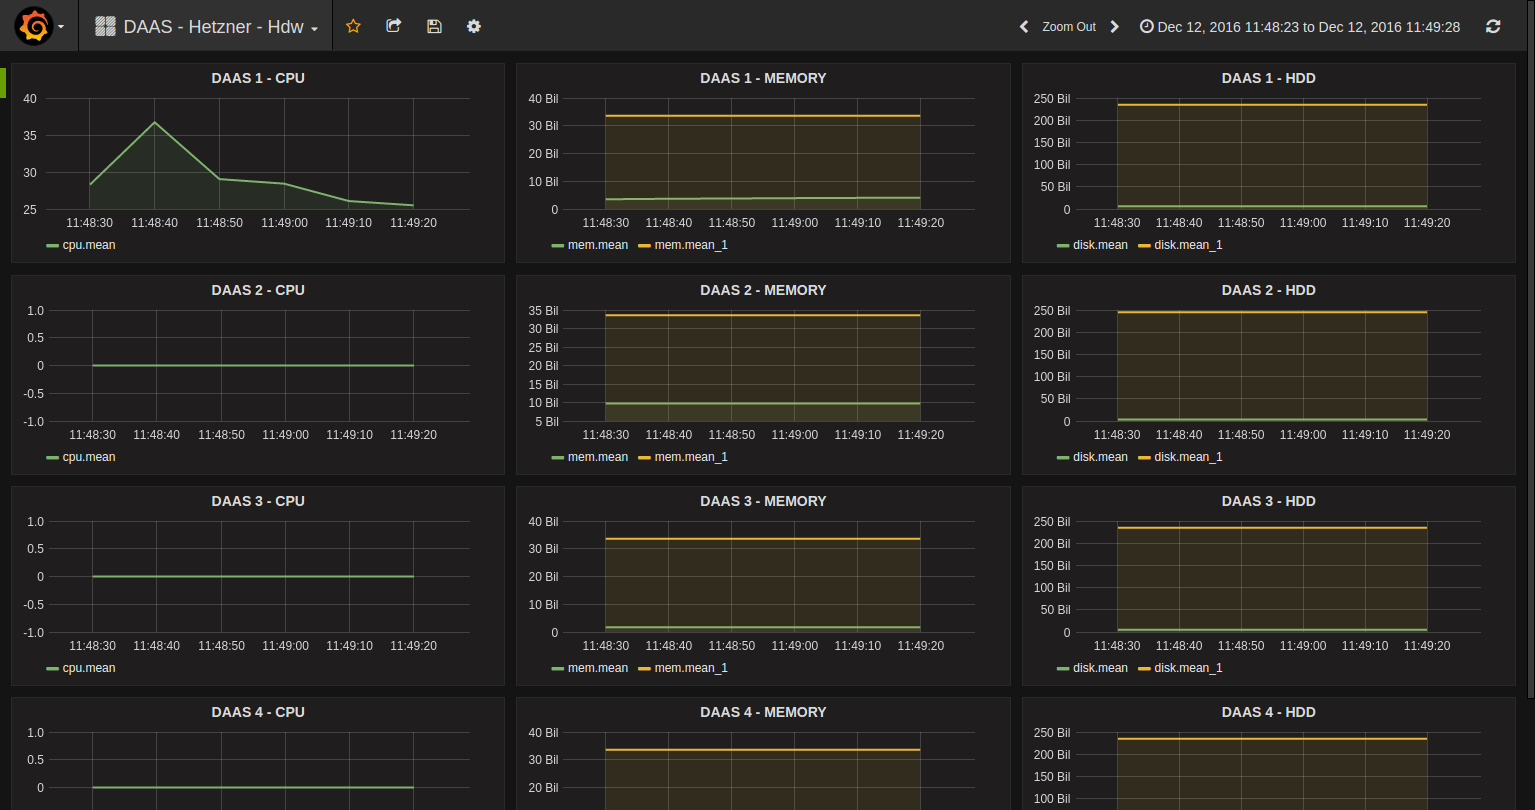 DAAS - Hetzner - Hdw
Zoom Out
Dec 12, 2016 11:48:23 to Dec 12, 2016 11:49:28
DAAS 1 - CPU
40
35
30
25
11:48:30 11:48:40 11:48:50 11:49:00 11:49:10 11:49:20
cpu.mean
DAAS 1 - MEMORY
40 Bil
30 Bil
20 Bil
10 Bil
0
11:48:30 11:48:40 11:48:50 11:49:00 11:49:10 11:49:20
mem.mean mem.mean_1
DAAS 1 - HDD
250 Bil
200 Bil
150 Bil
100 Bil
50 Bil
0
11:48:30 11:48:40 11:48:50 11:49:00 11:49:10 11:49:20
disk.mean disk.mean_1
DAAS 2 - CPU
1.0
0.5
0
-0.5
-1.0
11:48:30 11:48:40 11:48:50 11:49:00 11:49:10 11:49:20
cpu.mean
DAAS 2 - MEMORY
35 Bil
30 Bil
25 Bil
20 Bil
15 Bil
10 Bil
5 Bil
11:48:30 11:48:40 11:48:50 11:49:00 11:49:10 11:49:20
mem.mean mem.mean_1
DAAS 2 - HDD
250 Bil
200 Bil
150 Bil
100 Bil
50 Bil
0
11:48:30 11:48:40 11:48:50 11:49:00 11:49:10 11:49:20
disk.mean disk.mean_1
DAAS 3 - CPU
1.0
0.5
0
-0.5
-1.0
11:48:30 11:48:40 11:48:50 11:49:00 11:49:10 11:49:20
cpu.mean
DAAS 3 - MEMORY
40 Bil
30 Bil
20 Bil
10 Bil
0
11:48:30 11:48:40 11:48:50 11:49:00 11:49:10 11:49:20
mem.mean mem.mean_1
DAAS 3 - HDD
250 Bil
200 Bil
150 Bil
100 Bil
50 Bil
0
11:48:30 11:48:40 11:48:50 11:49:00 11:49:10 11:49:20
disk.mean disk.mean_1
DAAS 4 - CPU
1.0
0.5
0
DAAS 4 - MEMORY
40 Bil
30 Bil
20 Bil
DAAS 4 - HDD
250 Bil
200 Bil
150 Bil
100 Bil